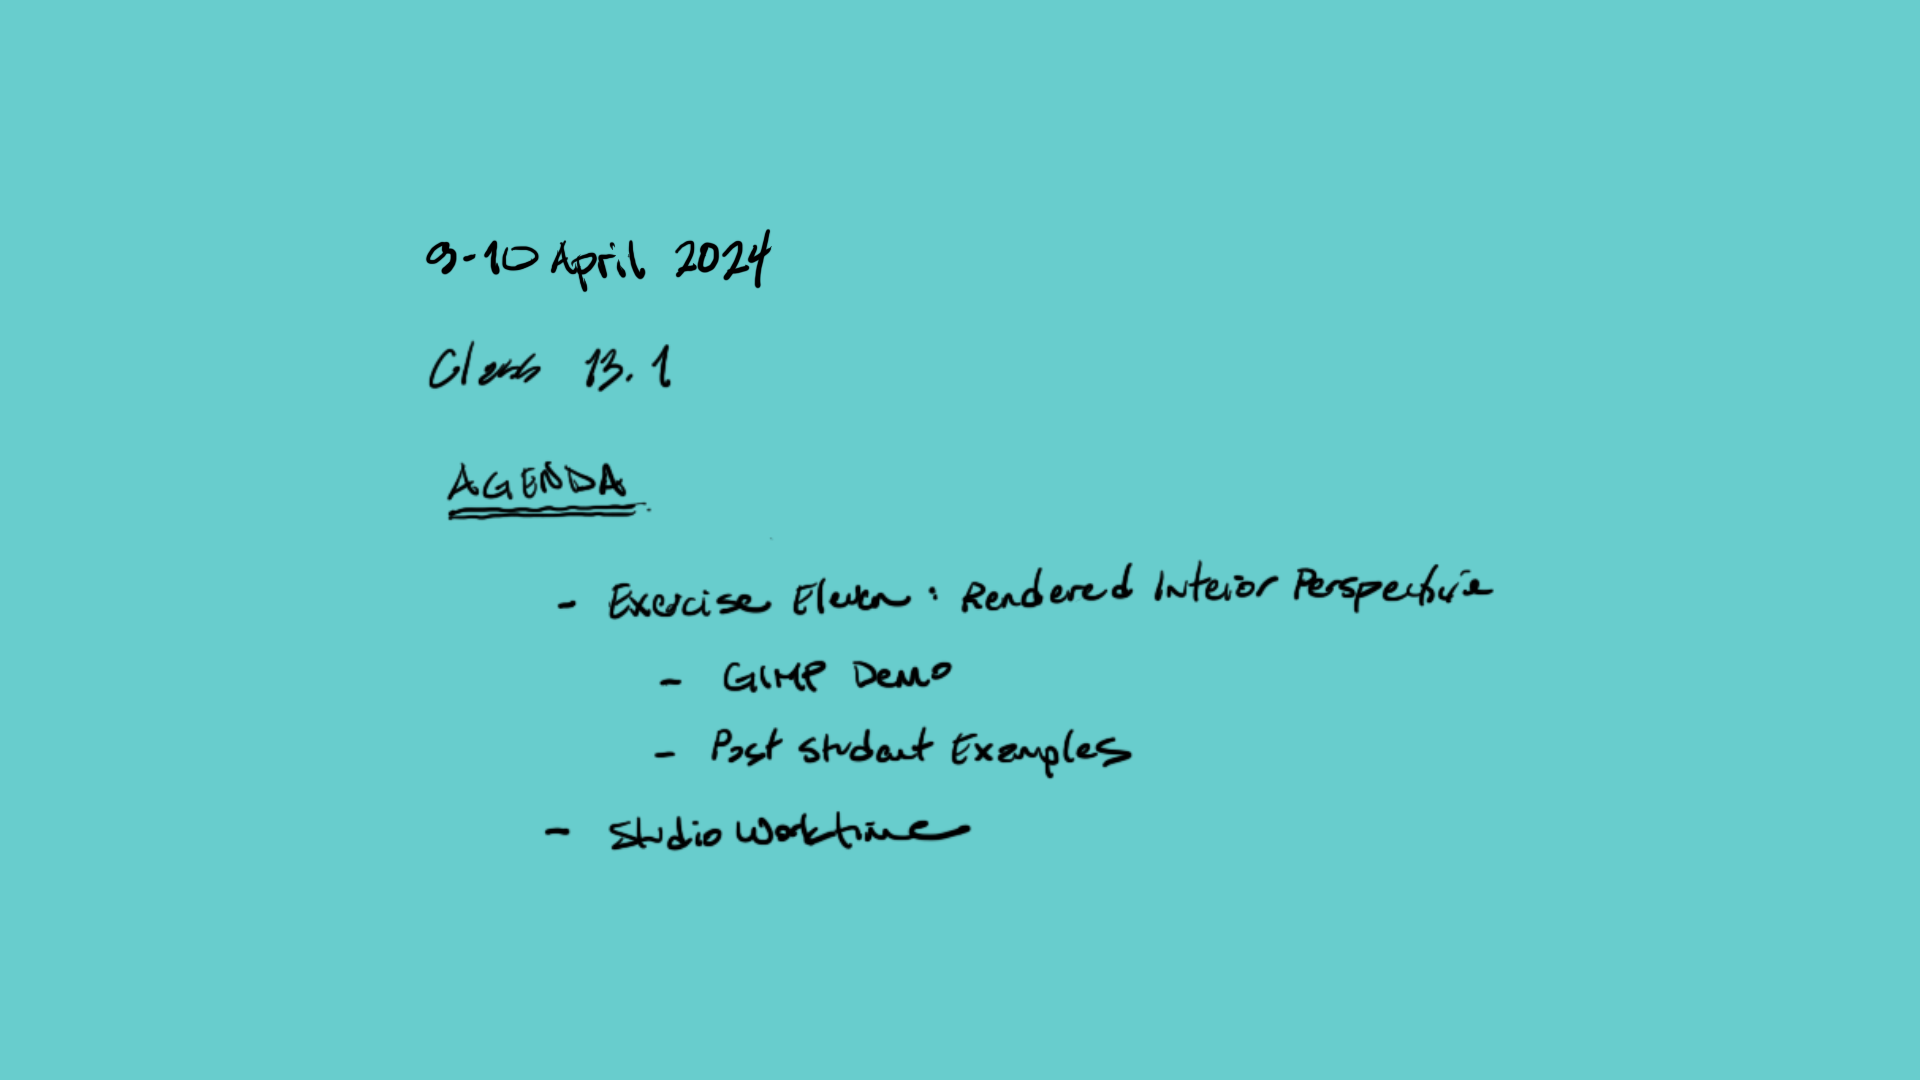 9-10 April 2024
Class 13.1
AGENDA
- Exercise Eleven: Rendered Interior Perspective
- GIMP Demo
- Past Student Examples
- Studio Worktime